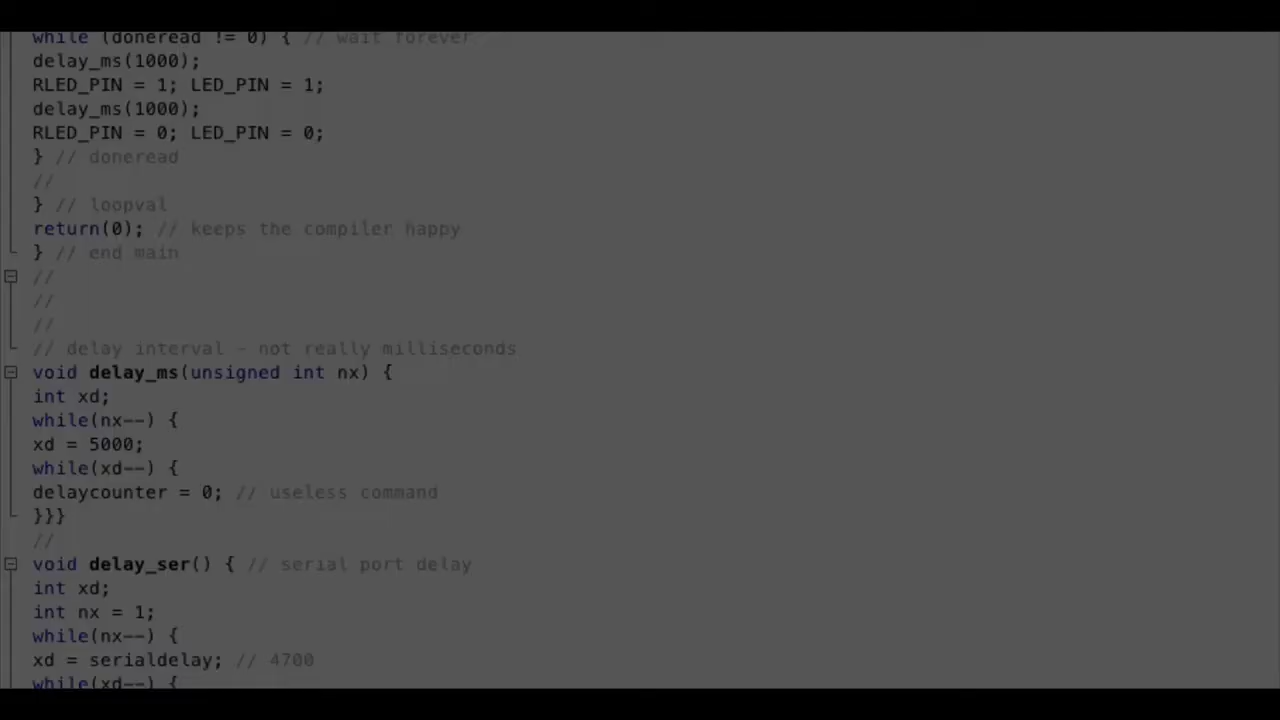 while (doneread != 0) { // wait forever
delay_ms(1000);
RLED_PIN = 1; LED_PIN = 1;
delay_ms(1000);
RLED_PIN = 0; LED_PIN = 0;
} // doneread
//
} // loopval
return(0); // keeps the compiler happy
} // end main
//
//
//
// delay interval - not really milliseconds
void delay_ms(unsigned int nx) {
int xd;
while(nx--) {
xd = 5000;
while(xd--) {
delaycounter = 0; // useless command
}}}
//
void delay_ser() { // serial port delay
int xd;
int nx = 1;
while(nx--) {
xd = serialdelay; // 4700
while(xd--) {